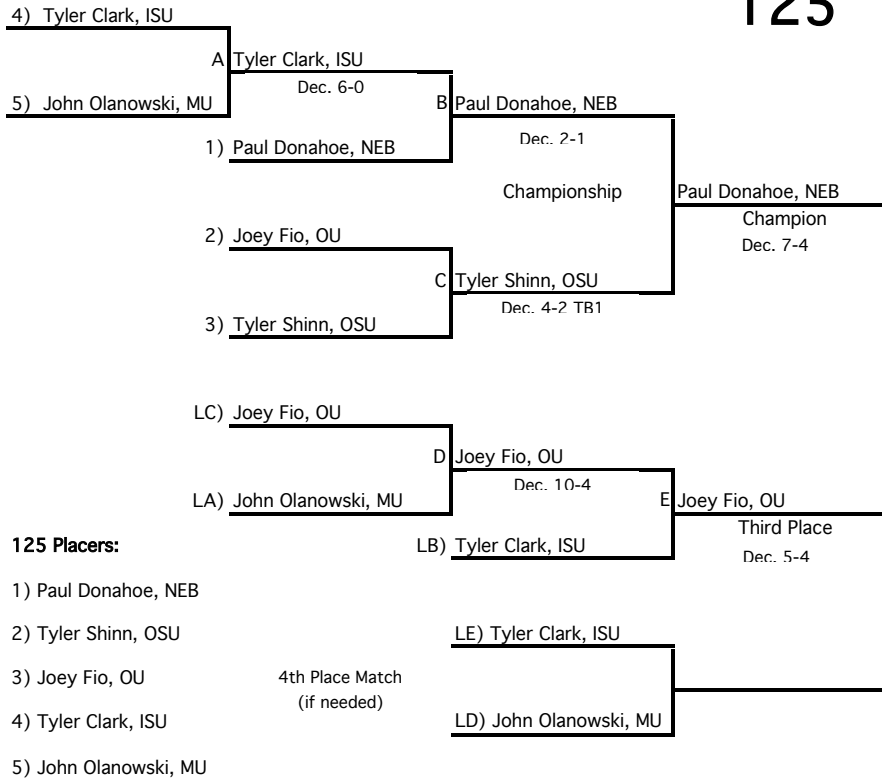 125
4) Tyler Clark, ISU
A Tyler Clark, ISU
Dec. 6-0
5) John Olanowski, MU
B Paul Donahoe, NEB
Dec. 2-1
1) Paul Donahoe, NEB
Championship
Paul Donahoe, NEB
Champion
Dec. 7-4
2) Joey Fio, OU
C Tyler Shinn, OSU
Dec. 4-2 TB1
3) Tyler Shinn, OSU
LC) Joey Fio, OU
D Joey Fio, OU
Dec. 10-4
LA) John Olanowski, MU
E Joey Fio, OU
Third Place
Dec. 5-4
LB) Tyler Clark, ISU
125 Placers:
1) Paul Donahoe, NEB
2) Tyler Shinn, OSU
3) Joey Fio, OU
4) Tyler Clark, ISU
5) John Olanowski, MU
4th Place Match
(if needed)
LE) Tyler Clark, ISU
LD) John Olanowski, MU